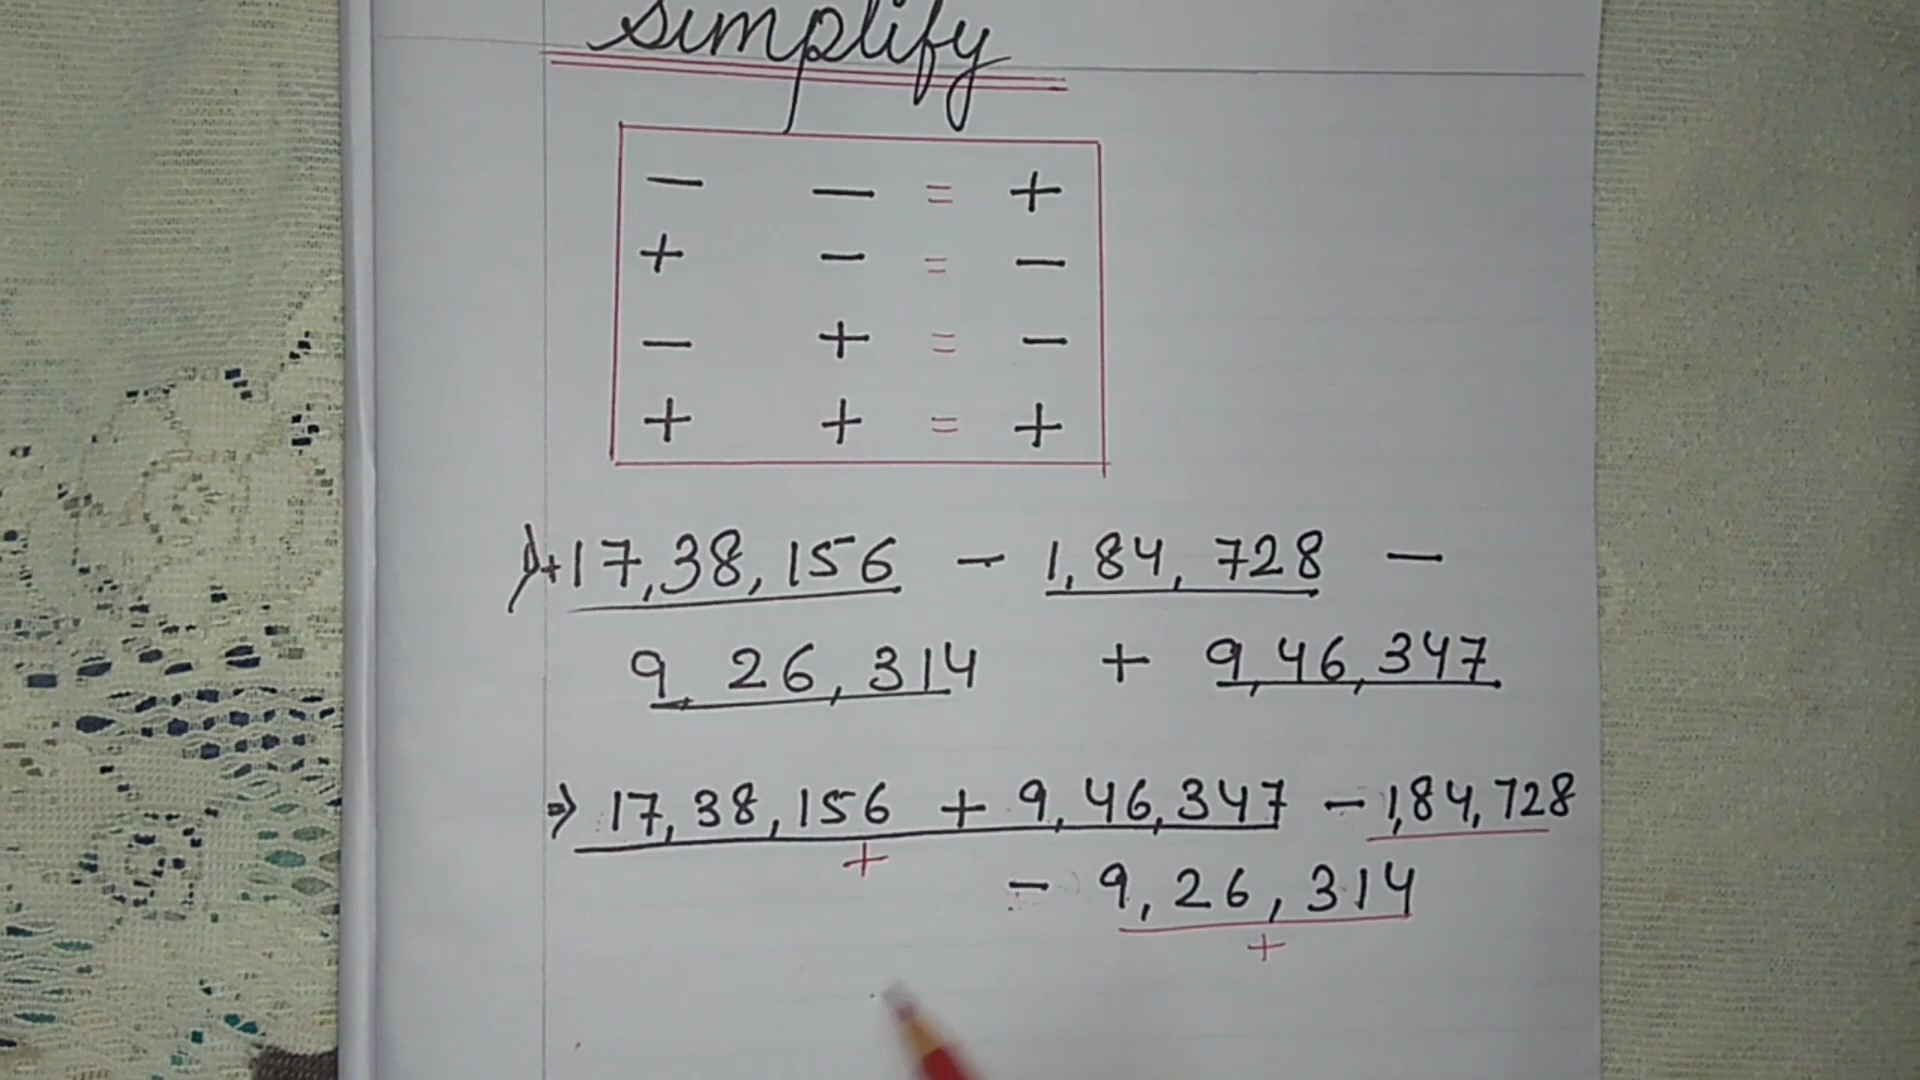 Simplify
- - = +
+ - = -
- + = -
+ + = +
1) +17,38,156 - 1,84,728 -
9,26,314 + 9,46,347
⇒ 17,38,156 + 9,46,347 - 1,84,728
+
- 9,26,314
+